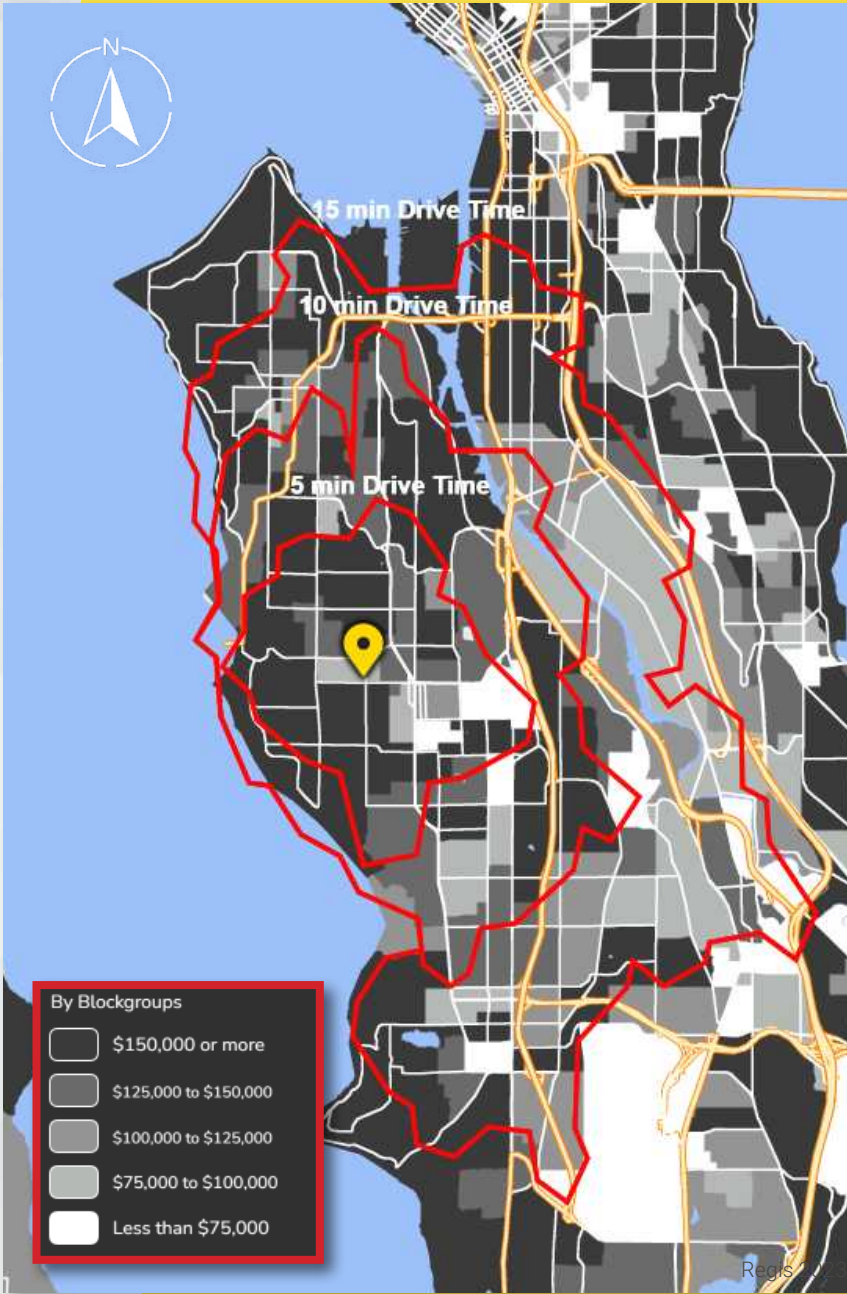 N
15 min Drive Time
10 min Drive Time
5 min Drive Time
By Blockgroups
$150,000 or more
$125,000 to $150,000
$100,000 to $125,000
$75,000 to $100,000
Less than $75,000
Regis